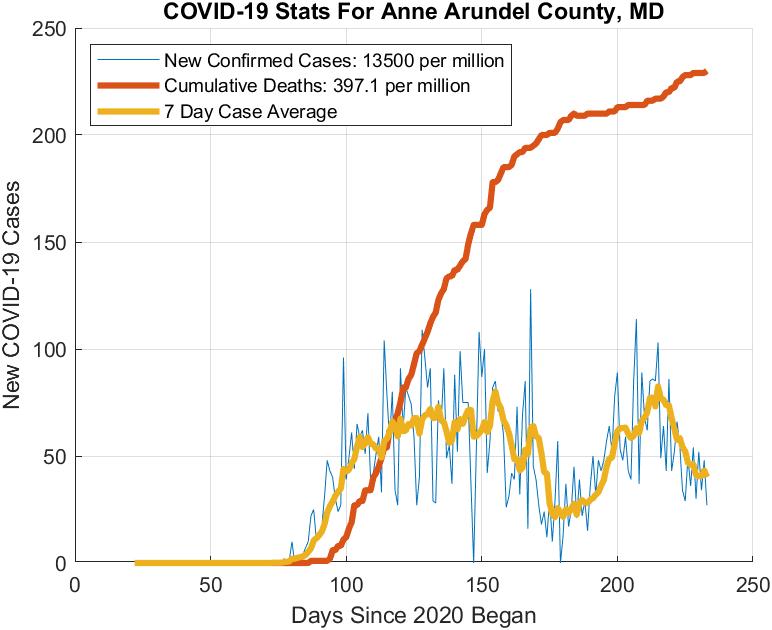 COVID-19 Stats For Anne Arundel County, MD
New Confirmed Cases: 13500 per million
Cumulative Deaths: 397.1 per million
7 Day Case Average
New COVID-19 Cases
250
200
150
100
50
0
0 50 100 150 200 250
Days Since 2020 Began